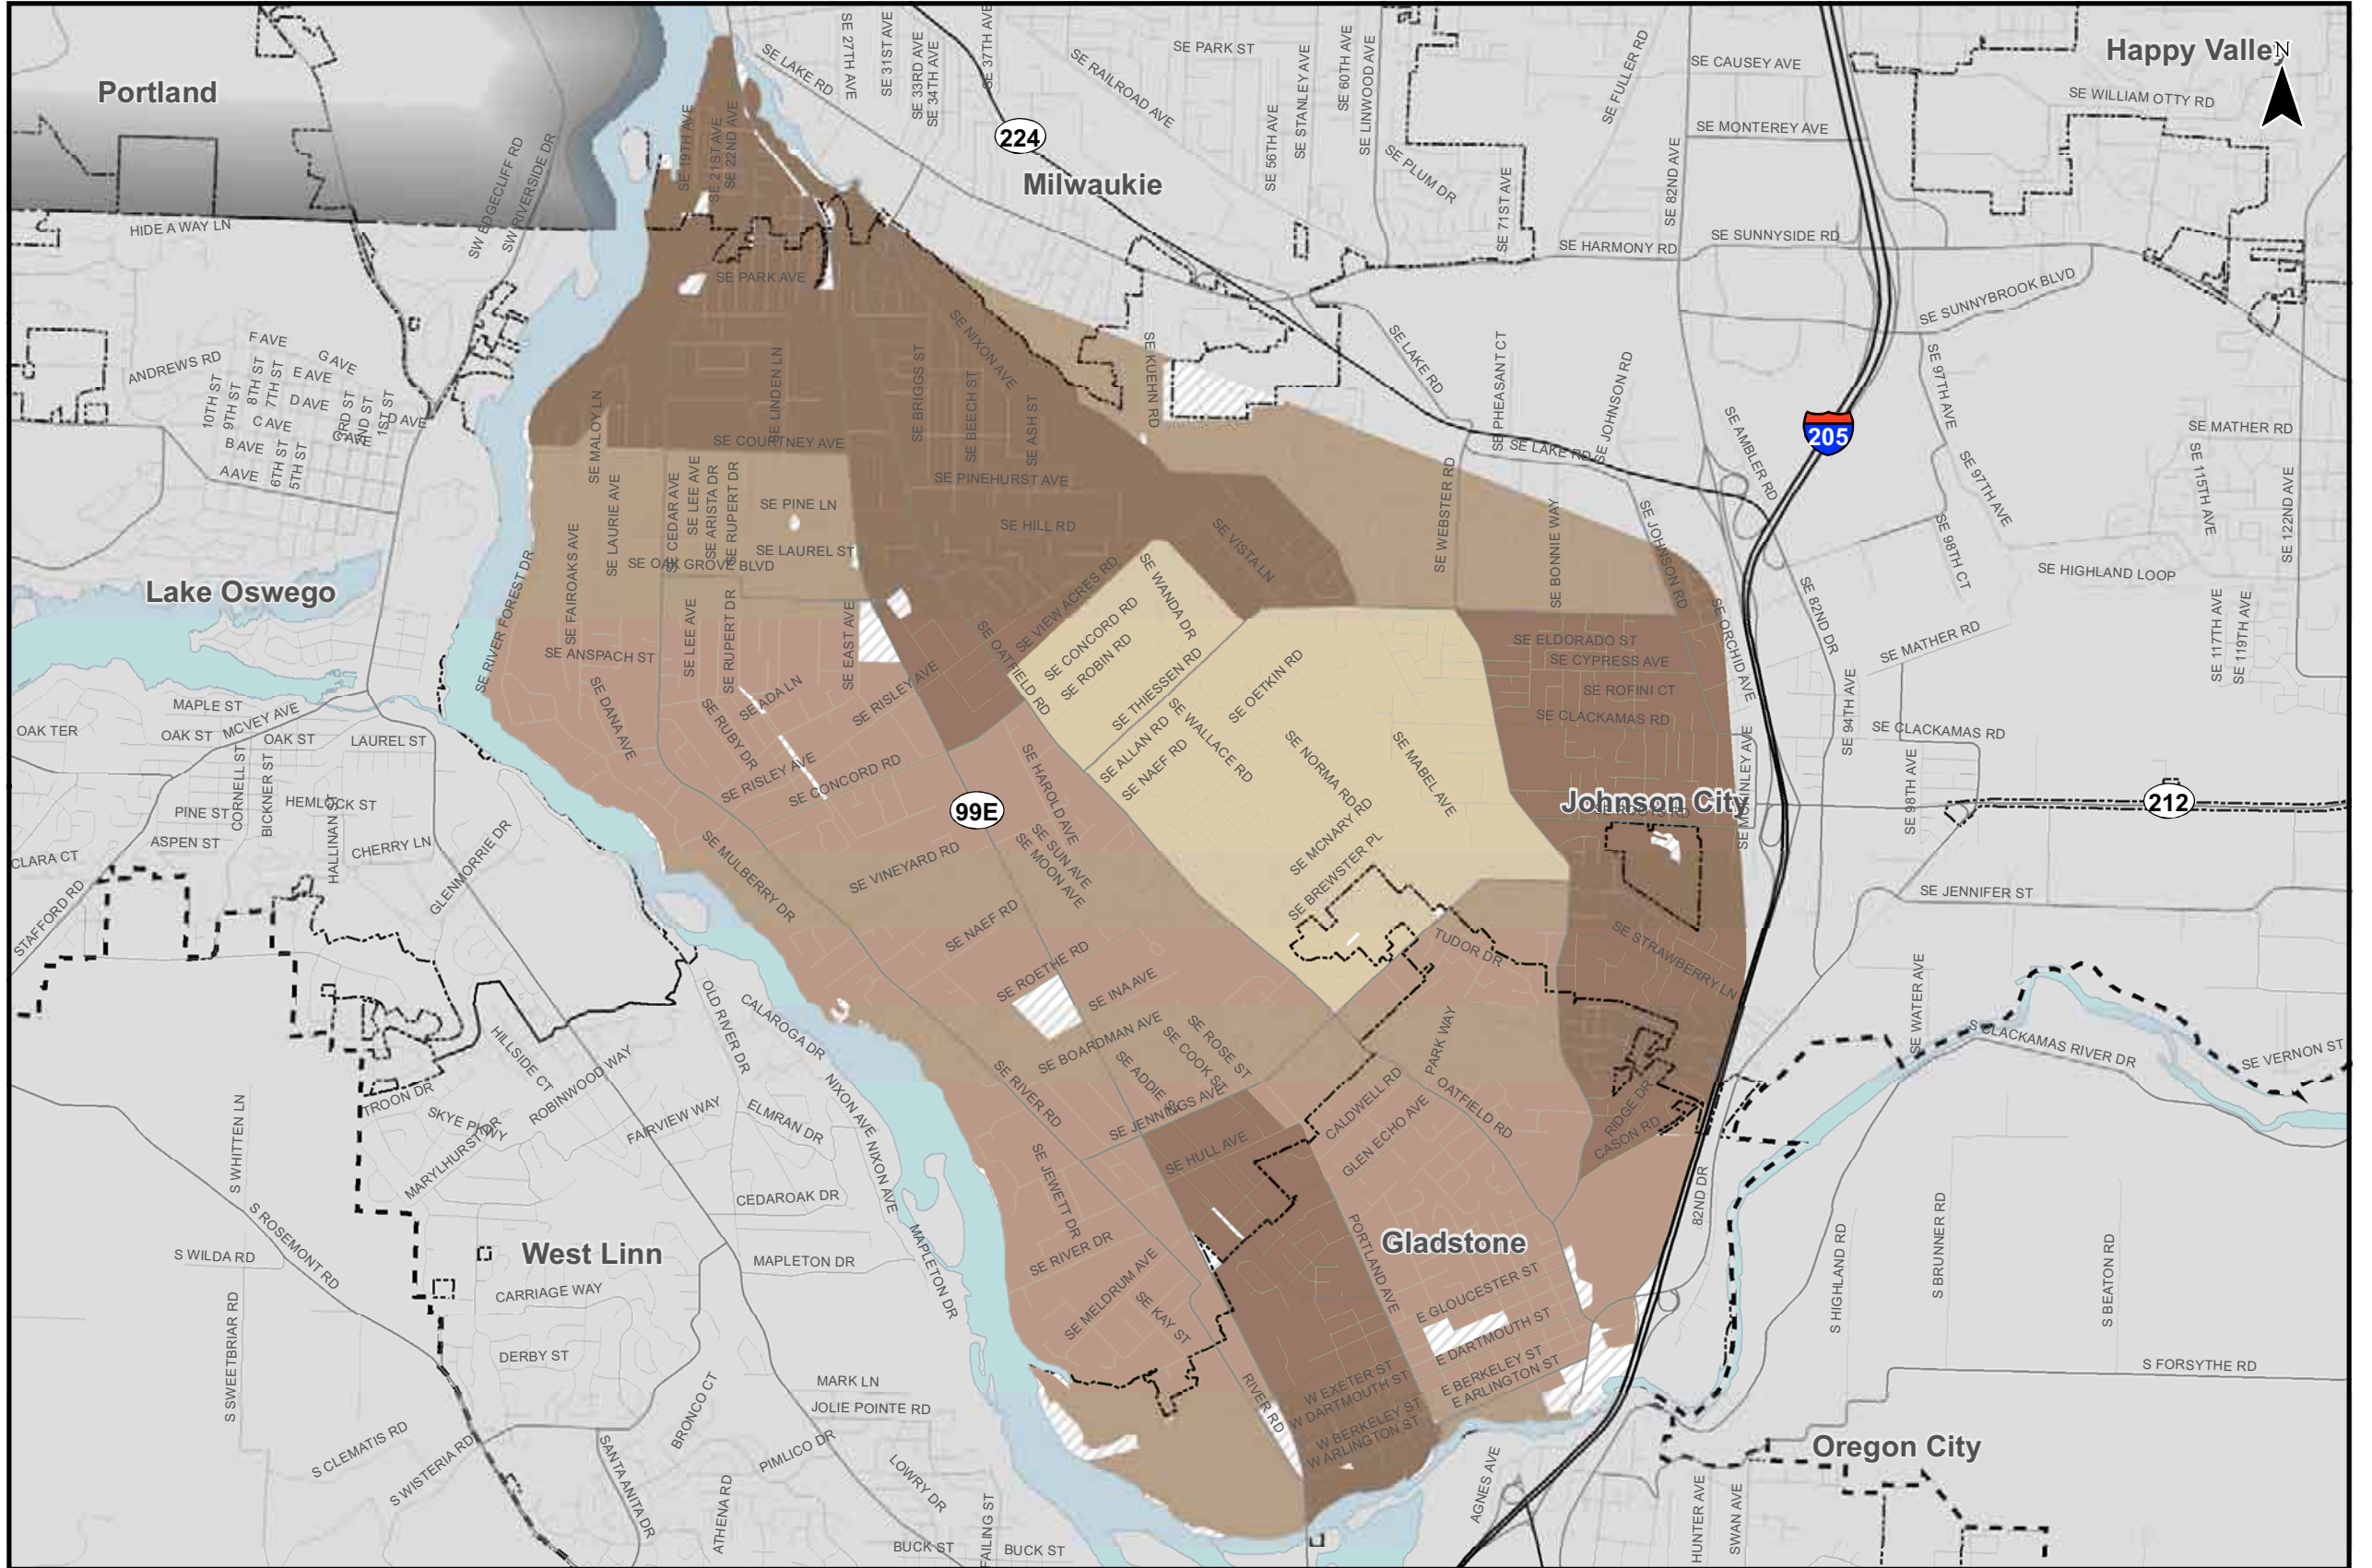 Portland
Happy Valley
N
Milwaukie
224
SE LAKE RD
SE 27TH AVE
SE 31ST AVE
SE 33RD AVE
SE 34TH AVE
SE 37TH AVE
SE RAILROAD AVE
SE PARK ST
SE 56TH AVE
SE STANLEY AVE
SE 60TH AVE
SE LINWOOD AVE
SE PLUM DR
SE 71ST AVE
SE FULLER RD
SE 82ND AVE
SE CAUSEY AVE
SE MONTEREY AVE
SE WILLIAM OTTY RD
SE HARMONY RD
SE SUNNYSIDE RD
SE SUNNYBROOK BLVD
HIDE A WAY LN
SW EDGECLIFF RD
SW RIVERSIDE DR
SE 19TH AVE
SE 21ST AVE
SE 22ND AVE
SE PARK AVE
ANDREWS RD
F AVE
G AVE
E AVE
D AVE
D AVE
C AVE
B AVE
A AVE
10TH ST
9TH ST
8TH ST
7TH ST
6TH ST
5TH ST
3RD ST
2ND ST
1ST ST
SE MALOY LN
SE LINDEN LN
SE COURTNEY AVE
SE BRIGGS ST
SE BEECH ST
SE NIXON AVE
SE ASH ST
SE PINEHURST AVE
SE HILL RD
SE KUEHN RD
SE VISTA LN
SE LAKE RD
SE LAKE RD
SE PHEASANT CT
SE JOHNSON RD
SE WEBSTER RD
SE BONNIE WAY
SE JOHNSON RD
SE AMBLER RD
205
SE 97TH AVE
SE 97TH AVE
SE 98TH CT
SE MATHER RD
SE 115TH AVE
SE 122ND AVE
SE HIGHLAND LOOP
SE 117TH AVE
SE 119TH AVE
SE 82ND DR
SE MATHER RD
SE ORCHID AVE
Lake Oswego
SE RIVER FOREST DR
SE FAIROAKS AVE
SE LAURIE AVE
SE CEDAR AVE
SE LEE AVE
SE ARISTA DR
SE RUPERT DR
SE PINE LN
SE LAUREL ST
SE OAK GROVE BLVD
SE ANSPACH ST
SE LEE AVE
SE RUPERT DR
SE EAST AVE
SE DANA AVE
SE RUBY DR
SE ADA LN
SE RISLEY AVE
SE RISLEY AVE
SE CONCORD RD
SE OATFIELD RD
SE VIEW ACRES RD
SE CONCORD RD
SE ROBIN RD
SE WANDA DR
SE THIESSEN RD
SE OETKIN RD
SE ALLAN RD
SE NAEF RD
SE WALLACE RD
SE NORMA RD
SE MABEL AVE
SE MCNARY RD
SE BREWSTER PL
SE ELDORADO ST
SE CYPRESS AVE
SE ROFINI CT
SE CLACKAMAS RD
Johnson City
SE MCKINLEY AVE
SE 94TH AVE
SE CLACKAMAS RD
SE 98TH AVE
212
SE JENNIFER ST
99E
SE HAROLD AVE
SE SUN AVE
SE MOON AVE
SE MULBERRY DR
SE VINEYARD RD
SE NAEF RD
SE ROETHE RD
SE INA AVE
SE BOARDMAN AVE
SE ROSE ST
SE COOK ST
SE ADDIE ST
SE JENNINGS AVE
SE RIVER RD
TUDOR DR
SE STRAWBERRY LN
PARK WAY
CALDWELL RD
OATFIELD RD
GLEN ECHO AVE
RIDGE DR
CASON RD
82ND DR
SE WATER AVE
S CLACKAMAS RIVER DR
SE VERNON ST
OAK TER
MAPLE ST
OAK ST
MCVEY AVE
OAK ST
LAUREL ST
CORNELL ST
BICKNER ST
HEMLOCK ST
PINE ST
HALLINAN ST
CHERRY LN
ASPEN ST
CLARA CT
STAFFORD RD
GLENMORRIE DR
OLD RIVER DR
CALAROGA DR
NIXON AVE
NIXON AVE
HILLSIDE CT
ROBINWOOD WAY
TROON DR
SKYE PKWY
MARYLHURST DR
FAIRVIEW WAY
ELMRAN DR
CEDAROAK DR
MAPLETON DR
MAPLETON DR
S WHITTEN LN
S ROSEMONT RD
S WILDA RD
S SWEETBRIAR RD
West Linn
CARRIAGE WAY
DERBY ST
MARK LN
JOLIE POINTE RD
BRONCO CT
PIMLICO DR
S CLEMATIS RD
S WISTERIA RD
SANTA ANITA DR
ATHENA RD
LOWRY DR
BUCK ST
FAILING ST
BUCK ST
SE HULL AVE
SE JEWETT DR
SE RIVER DR
SE MELDRUM AVE
SE KAY ST
RIVER RD
PORTLAND AVE
Gladstone
E GLOUCESTER ST
E DARTMOUTH ST
E BERKELEY ST
E ARLINGTON ST
W EXETER ST
W DARTMOUTH ST
W BERKELEY ST
W ARLINGTON ST
AGNES AVE
S HIGHLAND RD
S BRUNNER RD
S BEATON RD
S FORSYTHE RD
Oregon City
HUNTER AVE
SWAN AVE